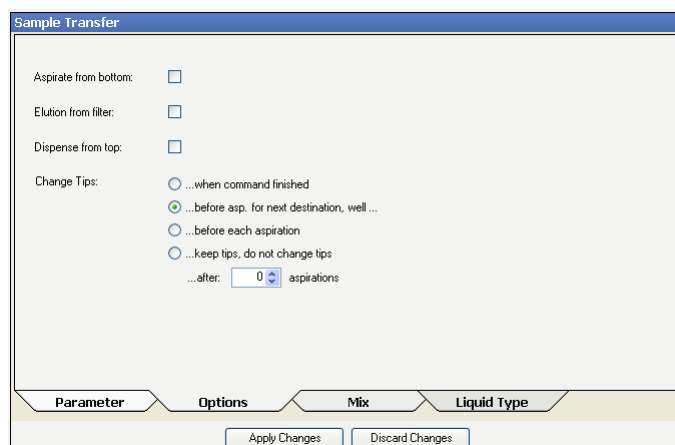 Sample Transfer
Aspirate from bottom:
Elution from filter:
Dispense from top:
Change Tips:
...when command finished
...before asp. for next destination, well ...
...before each aspiration
...keep tips, do not change tips
...after: 0 aspirations
Parameter Options Mix Liquid Type
Apply Changes Discard Changes